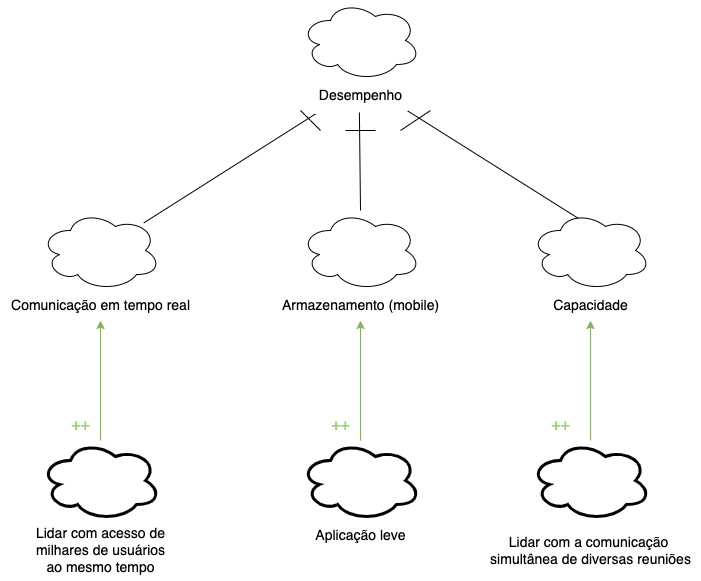 Desempenho
Comunicação em tempo real
Armazenamento (mobile)
Capacidade
++
++
++
Lidar com acesso de
milhares de usuários
ao mesmo tempo
Aplicação leve
Lidar com a comunicação
simultânea de diversas reuniões